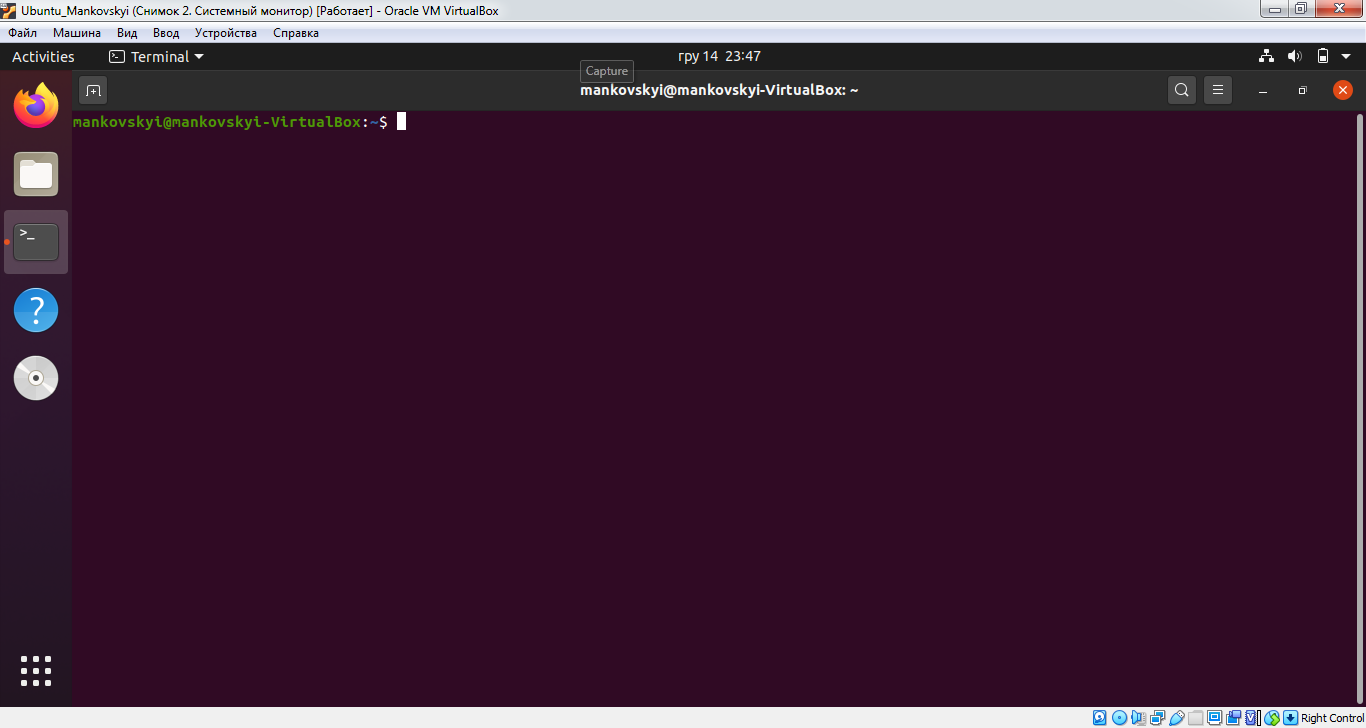 Ubuntu_Mankovskyi (Снимок 2. Системный монитор) [Работает] - Oracle VM VirtualBox
Файл Машина Вид Ввод Устройства Справка
Activities Terminal гру 14 23:47
Capture
mankovskyi@mankovskyi-VirtualBox: ~
mankovskyi@mankovskyi-VirtualBox:~$
Right Control